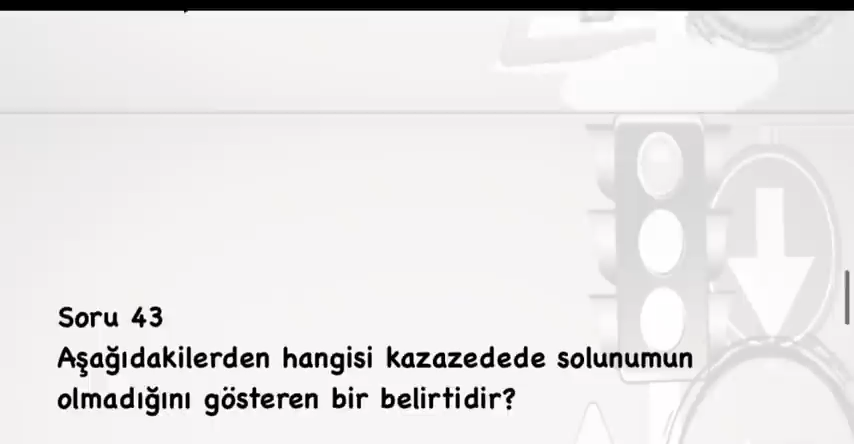 Soru 43
Aşağıdakilerden hangisi kazazedede solunumun
olmadığını gösteren bir belirtidir?